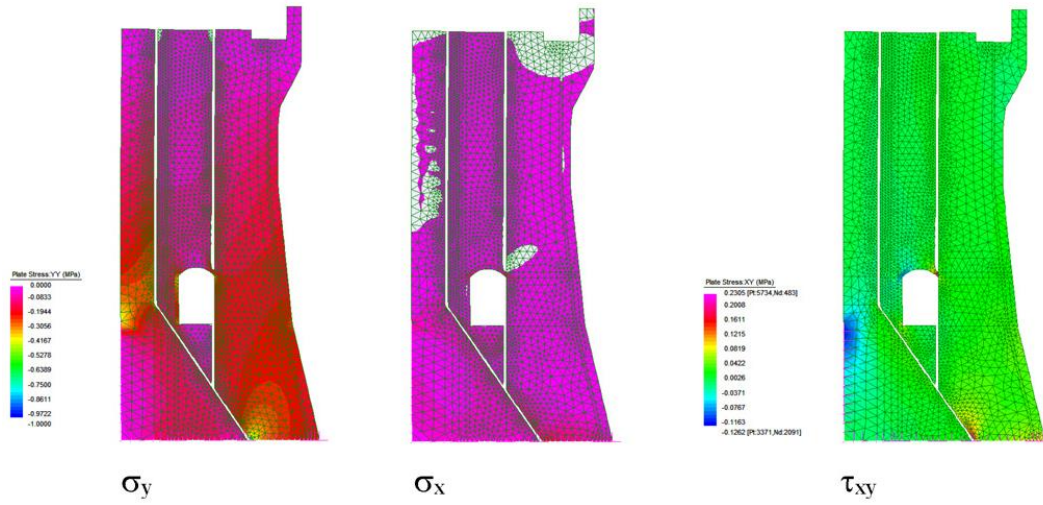 Plate Stress:YY (MPa)
0.0000
-0.0833
-0.1944
-0.3056
-0.4167
-0.5278
-0.6389
-0.7500
-0.8611
-0.9722
-1.0000
Plate Stress:XY (MPa)
0.2305 [Pt:5734,Nd:483]
0.2008
0.1611
0.1215
0.0819
0.0422
0.0026
-0.0371
-0.0767
-0.1163
-0.1262 [Pt:3371,Nd:2091]
σy
σx
τxy